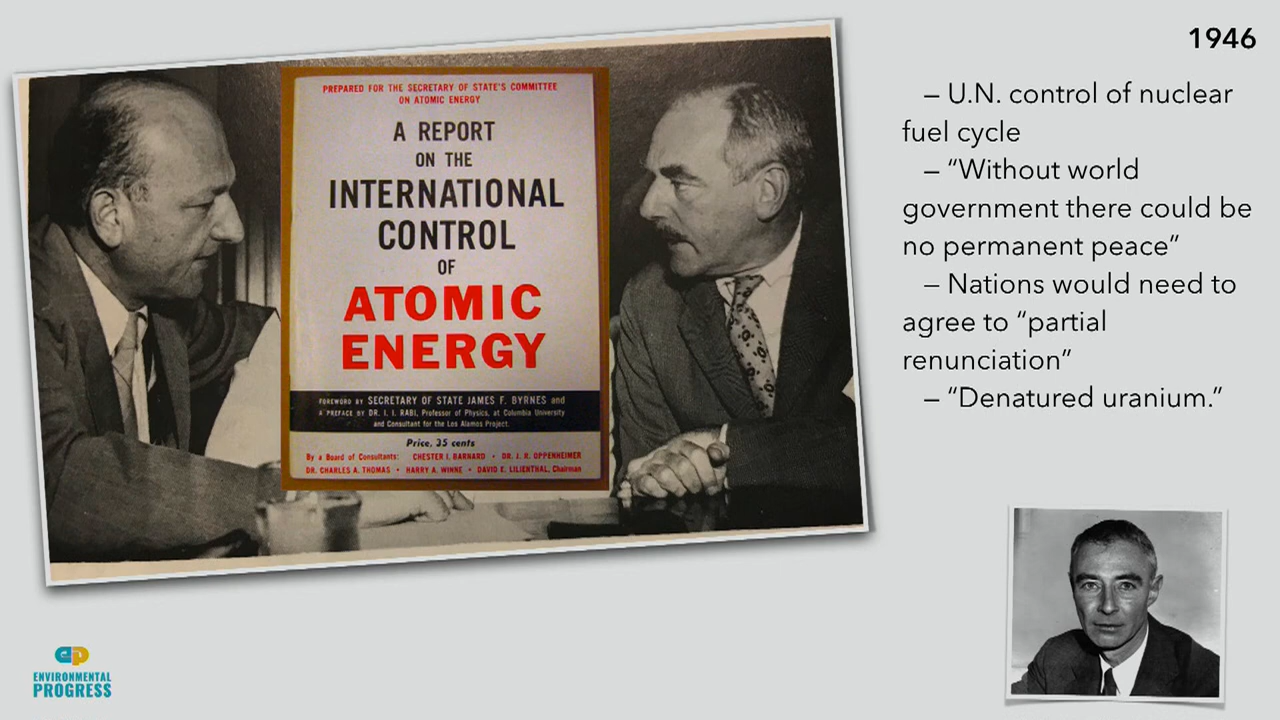 PREPARED FOR THE SECRETARY OF STATE'S COMMITTEE
ON ATOMIC ENERGY
A REPORT
ON THE
INTERNATIONAL
CONTROL
OF
ATOMIC
ENERGY
FOREWORD BY SECRETARY OF STATE JAMES F. BYRNES and
A PREFACE BY DR. I. I. RABI, Professor of Physics, at Columbia University
and Consultant for the Los Alamos Project.
Price, 35 cents
By a Board of Consultants: CHESTER I. BARNARD • DR. J. R. OPPENHEIMER
DR. CHARLES A. THOMAS • HARRY A. WINNE • DAVID E. LILIENTHAL, Chairman
1946
– U.N. control of nuclear
fuel cycle
– “Without world
government there could be
no permanent peace”
– Nations would need to
agree to “partial
renunciation”
– “Denatured uranium.”
ep
ENVIRONMENTAL
PROGRESS